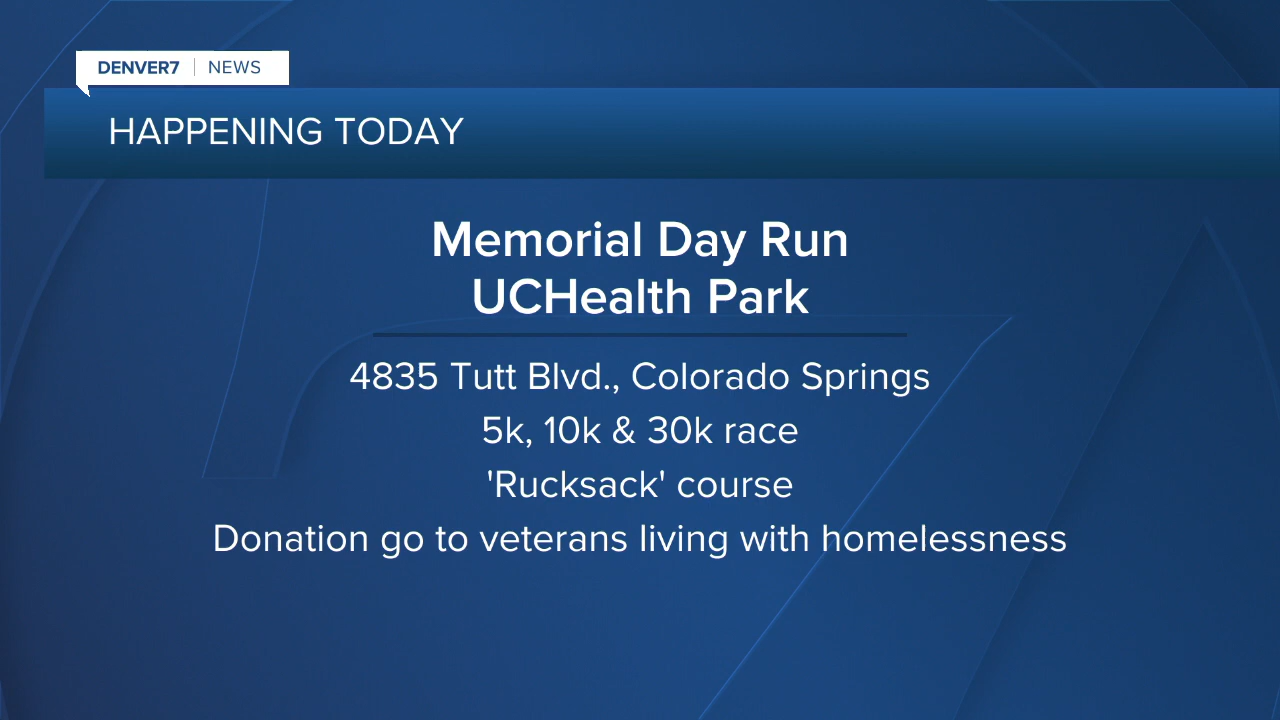 DENVER7 | NEWS
HAPPENING TODAY
Memorial Day Run
UCHealth Park
4835 Tutt Blvd., Colorado Springs
5k, 10k & 30k race
'Rucksack' course
Donation go to veterans living with homelessness